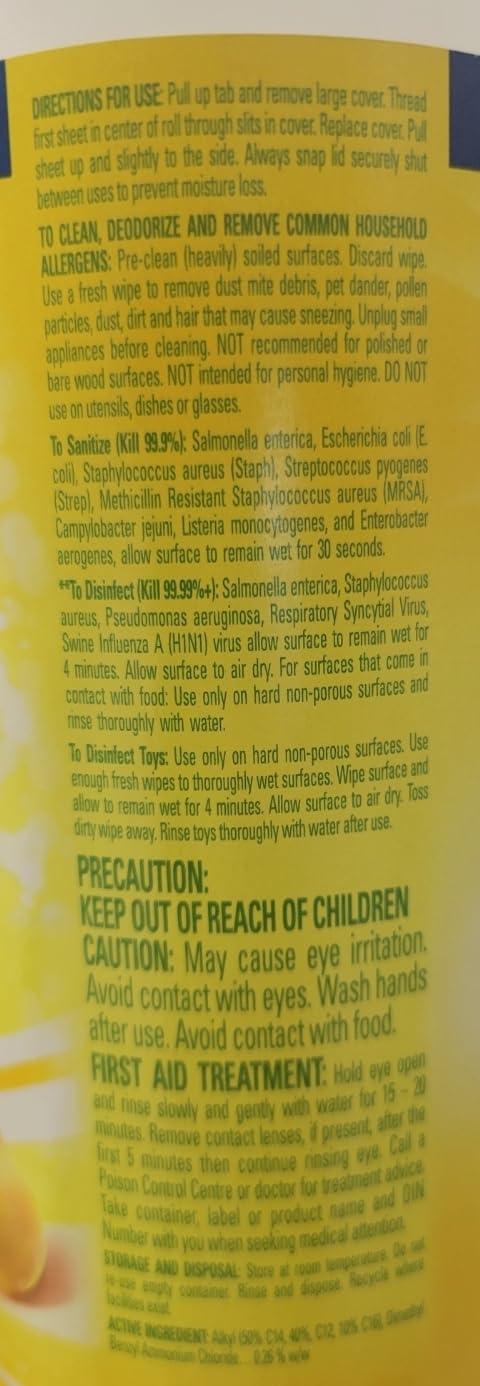 DIRECTIONS FOR USE: Pull up tab and remove large cover. Thread
first sheet in center of roll through slits in cover. Replace cover. Pull
sheet up and slightly to the side. Always snap lid securely shut
between uses to prevent moisture loss.
TO CLEAN, DEODORIZE AND REMOVE COMMON HOUSEHOLD
ALLERGENS: Pre-clean (heavily) soiled surfaces. Discard wipe.
Use a fresh wipe to remove dust mite debris, pet dander, pollen
particles, dust, dirt and hair that may cause sneezing. Unplug small
appliances before cleaning. NOT recommended for polished or
bare wood surfaces. NOT intended for personal hygiene. DO NOT
use on utensils, dishes or glasses.
To Sanitize (Kill 99.9%): Salmonella enterica, Escherichia coli (E.
coli), Staphylococcus aureus (Staph), Streptococcus pyogenes
(Strep), Methicillin Resistant Staphylococcus aureus (MRSA),
Campylobacter jejuni, Listeria monocytogenes, and Enterobacter
aerogenes, allow surface to remain wet for 30 seconds.
**To Disinfect (Kill 99.99%+): Salmonella enterica, Staphylococcus
aureus, Pseudomonas aeruginosa, Respiratory Syncytial Virus,
Swine Influenza A (H1N1) virus allow surface to remain wet for
4 minutes. Allow surface to air dry. For surfaces that come in
contact with food: Use only on hard non-porous surfaces and
rinse thoroughly with water.
To Disinfect Toys: Use only on hard non-porous surfaces. Use
enough fresh wipes to thoroughly wet surfaces. Wipe surface and
allow to remain wet for 4 minutes. Allow surface to air dry. Toss
dirty wipe away. Rinse toys thoroughly with water after use.
PRECAUTION:
KEEP OUT OF REACH OF CHILDREN
CAUTION: May cause eye irritation.
Avoid contact with eyes. Wash hands
after use. Avoid contact with food.
FIRST AID TREATMENT: Hold eye open
and rinse slowly and gently with water for 15 - 20
minutes. Remove contact lenses, if present, after the
first 5 minutes then continue rinsing eye. Call a
Poison Control Centre or doctor for treatment advice.
Take container, label or product name and DIN
Number with you when seeking medical attention.
STORAGE AND DISPOSAL: Store at room temperature. Do not
re-use empty container. Rinse and dispose. Recycle where
facilities exist.
ACTIVE INGREDIENT: Alkyl (50% C14, 40%, C12, 10% C16), Dimethyl
Benzyl Ammonium Chloride... 0.26 % w/w